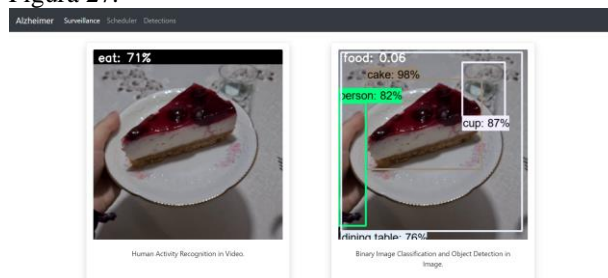 Figura 27.
Alzheimer Surveillance Scheduler Detections
eat: 71%
food: 0.06
cake: 98%
person: 82%
cup: 87%
dining table: 76%
Human Activity Recognition in Video.
Binary Image Classification and Object Detection in
Image.